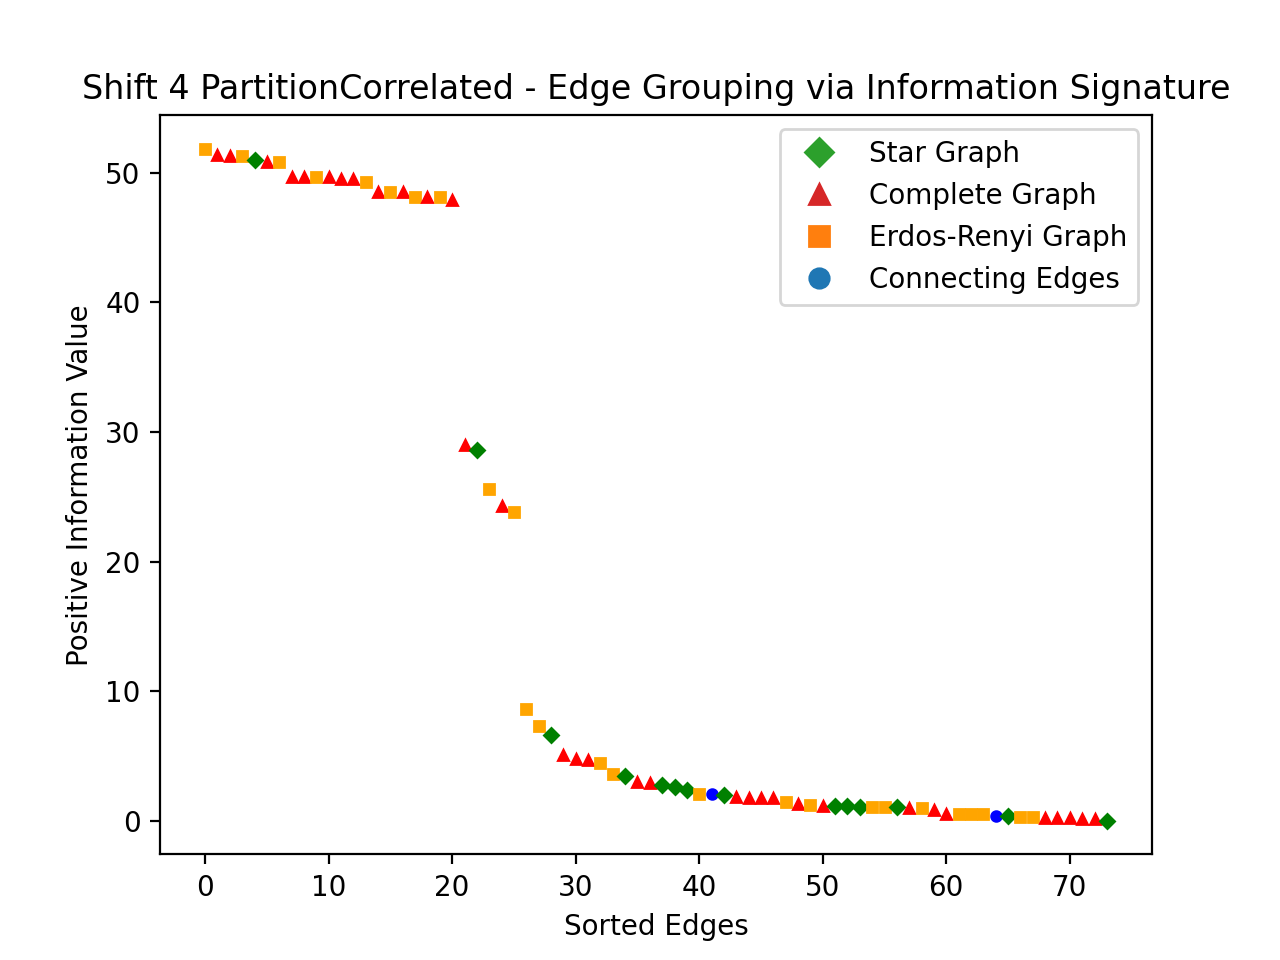 Shift 4 PartitionCorrelated - Edge Grouping via Information Signature
Star Graph
Complete Graph
Erdos-Renyi Graph
Connecting Edges
Positive Information Value
50
40
30
20
10
0
0 10 20 30 40 50 60 70
Sorted Edges